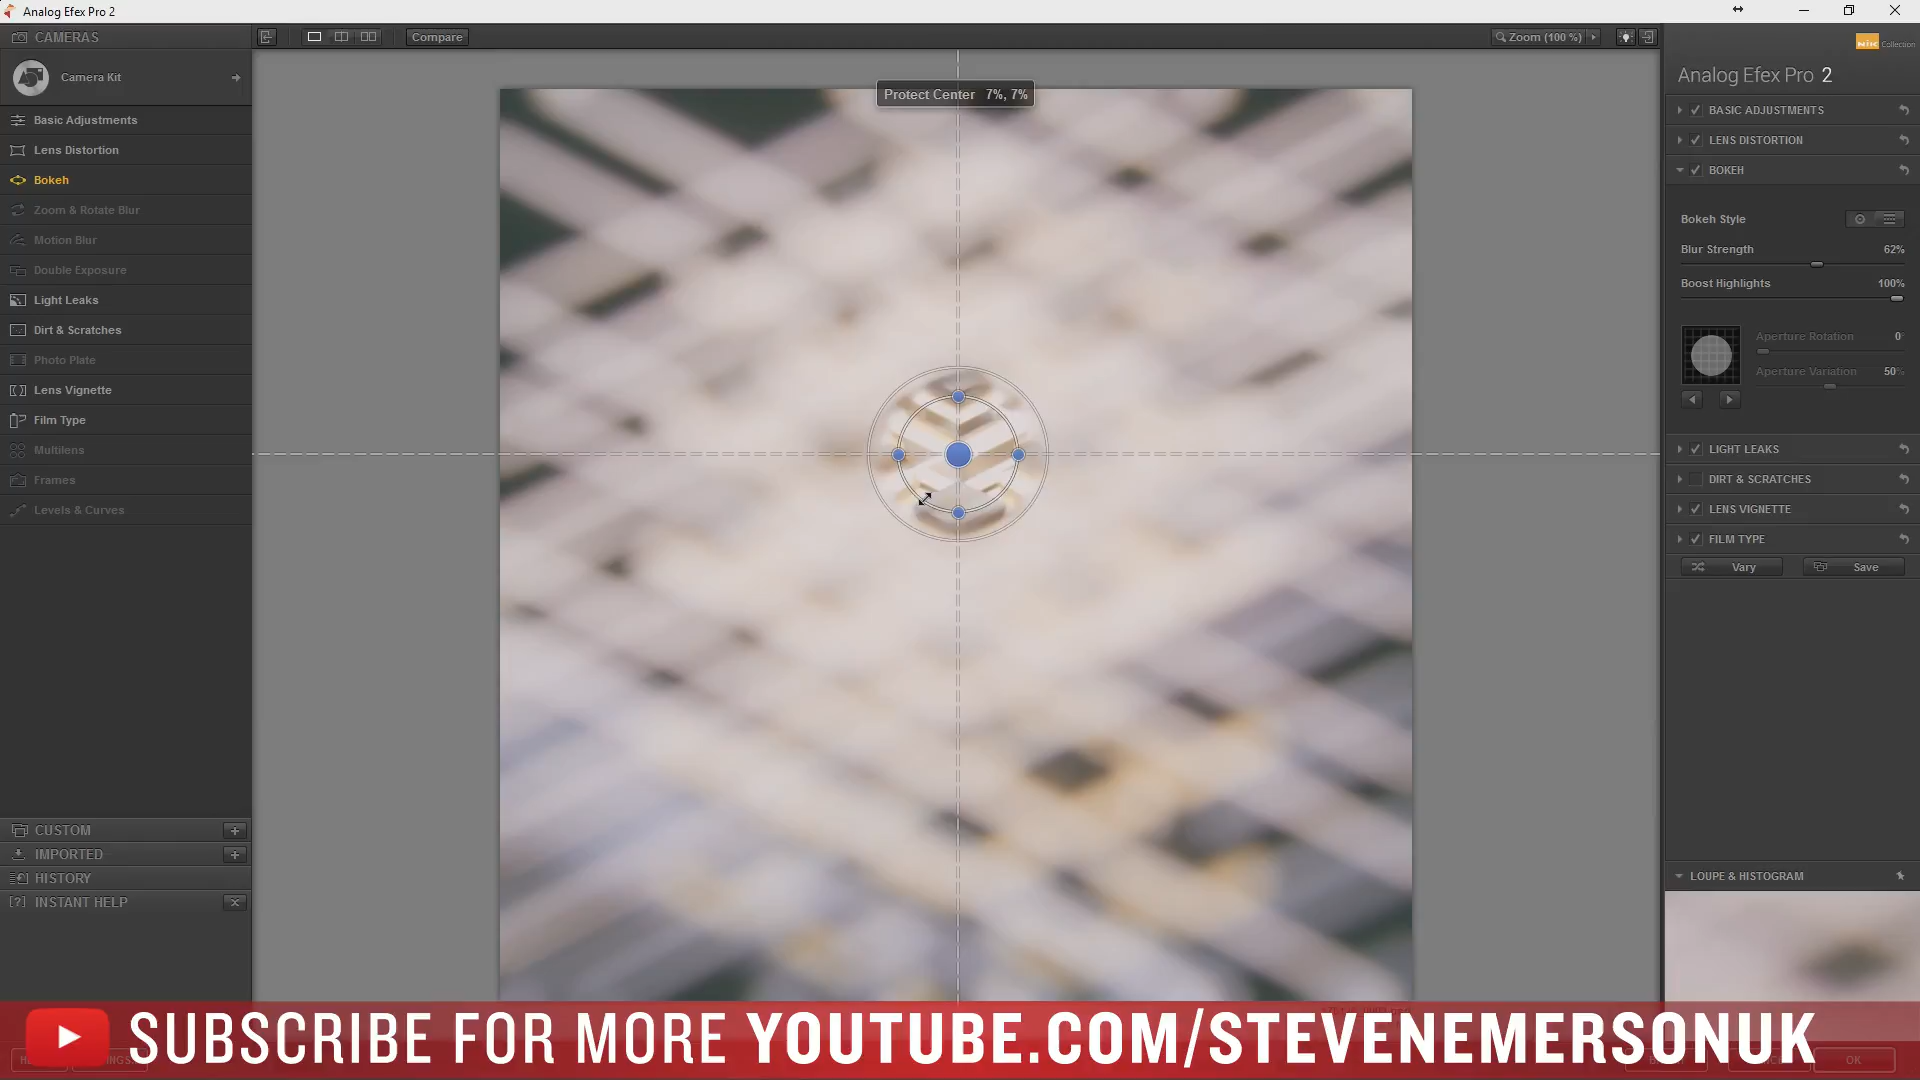 Analog Efex Pro 2
CAMERAS
Compare
Zoom (100 %)
Nik Collection
Camera Kit
Analog Efex Pro 2
Protect Center 7%, 7%
Basic Adjustments
Lens Distortion
Bokeh
Zoom & Rotate Blur
Motion Blur
Double Exposure
Light Leaks
Dirt & Scratches
Photo Plate
Lens Vignette
Film Type
Multilens
Frames
Levels & Curves
BASIC ADJUSTMENTS
LENS DISTORTION
BOKEH
Bokeh Style
Blur Strength 62%
Boost Highlights 100%
Aperture Rotation 0°
Aperture Variation 50%
LIGHT LEAKS
DIRT & SCRATCHES
LENS VIGNETTE
FILM TYPE
Vary Save
CUSTOM
IMPORTED
HISTORY
[?] INSTANT HELP
LOUPE & HISTOGRAM
SUBSCRIBE FOR MORE YOUTUBE.COM/STEVENEMERSONUK
OK